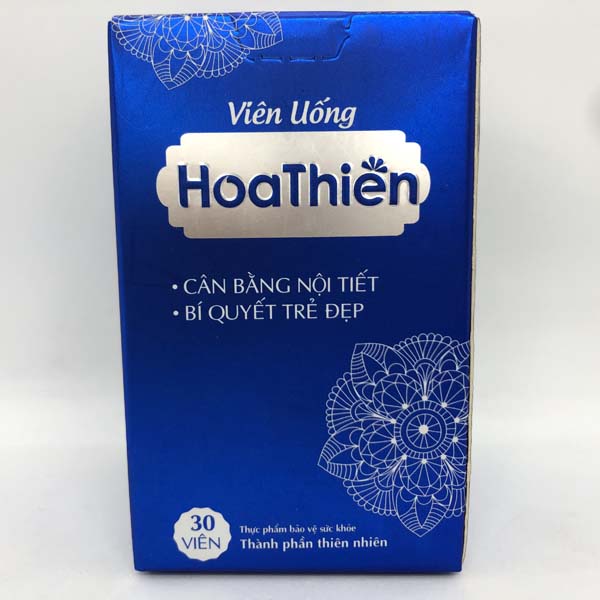 Viên Uống
HoaThiên
• CÂN BẰNG NỘI TIẾT
• BÍ QUYẾT TRẺ ĐẸP
30
VIÊN
Thực phẩm bảo vệ sức khỏe
Thành phần thiên nhiên